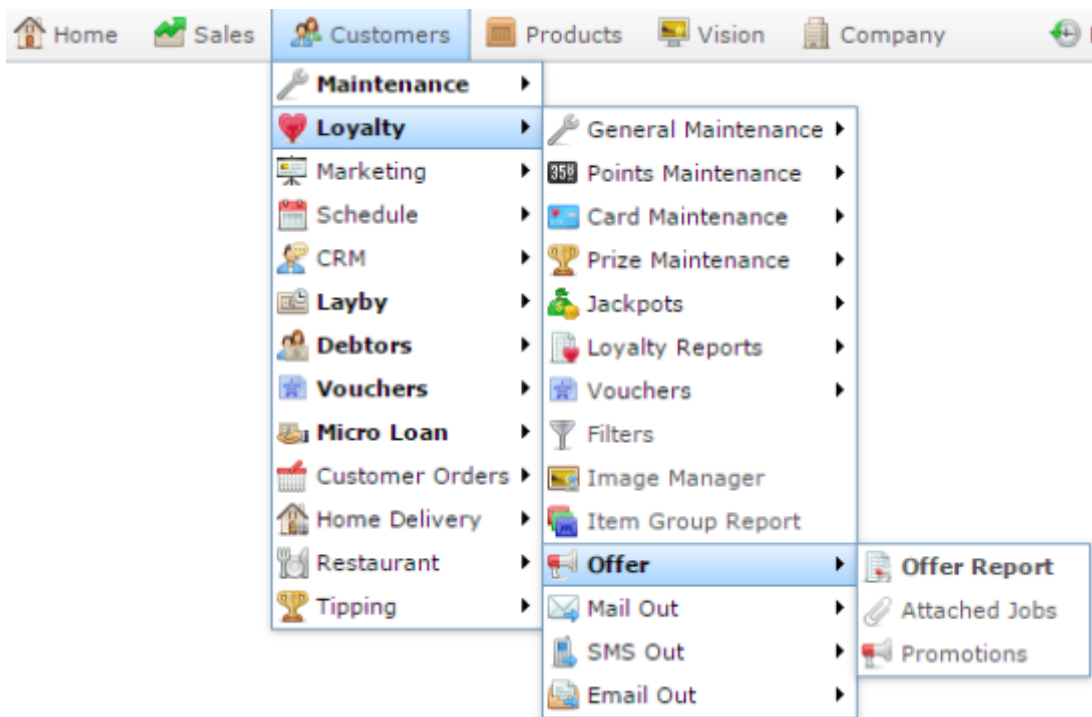 Home Sales Customers Products Vision Company
Maintenance
Loyalty
Marketing
Schedule
CRM
Layby
Debtors
Vouchers
Micro Loan
Customer Orders
Home Delivery
Restaurant
Tipping
General Maintenance
Points Maintenance
Card Maintenance
Prize Maintenance
Jackpots
Loyalty Reports
Vouchers
Filters
Image Manager
Item Group Report
Offer
Mail Out
SMS Out
Email Out
Offer Report
Attached Jobs
Promotions